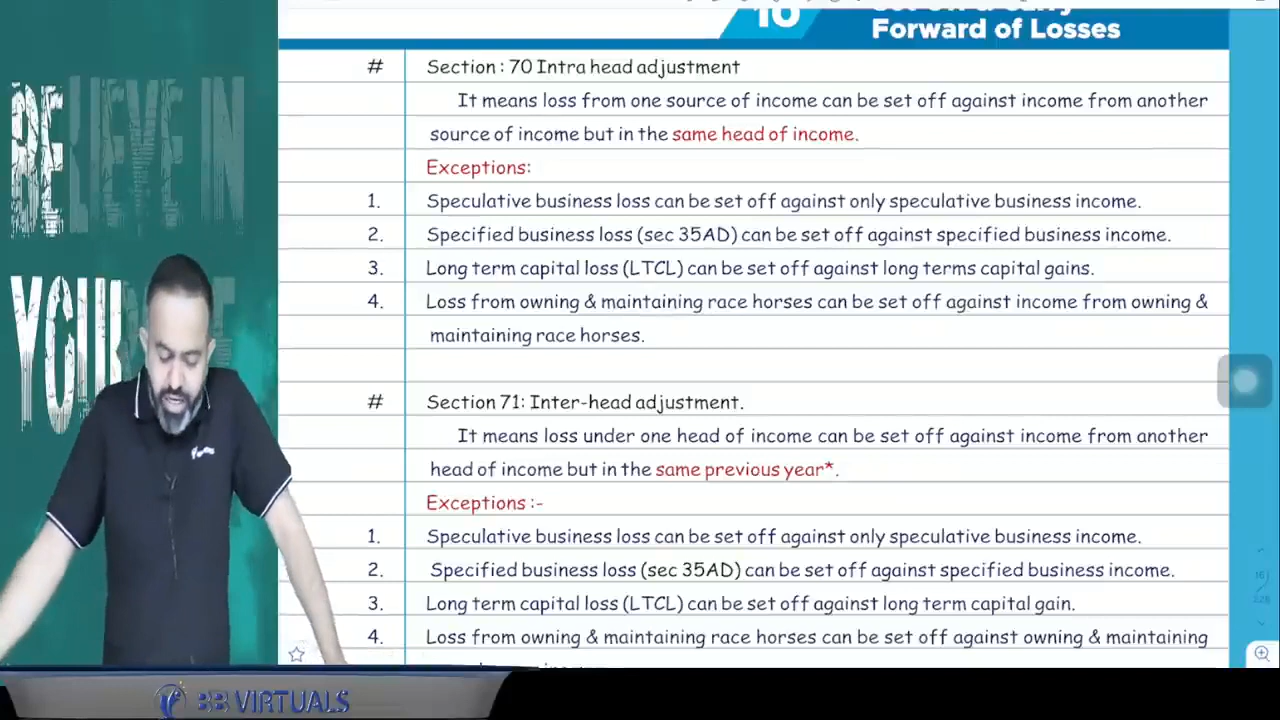 BELIEVE IN
YOUR
10
Forward of Losses
# Section : 70 Intra head adjustment
It means loss from one source of income can be set off against income from another
source of income but in the same head of income.
Exceptions:
1. Speculative business loss can be set off against only speculative business income.
2. Specified business loss (sec 35AD) can be set off against specified business income.
3. Long term capital loss (LTCL) can be set off against long terms capital gains.
4. Loss from owning & maintaining race horses can be set off against income from owning &
maintaining race horses.
# Section 71: Inter-head adjustment.
It means loss under one head of income can be set off against income from another
head of income but in the same previous year*.
Exceptions :-
1. Speculative business loss can be set off against only speculative business income.
2. Specified business loss (sec 35AD) can be set off against specified business income.
3. Long term capital loss (LTCL) can be set off against long term capital gain.
4. Loss from owning & maintaining race horses can be set off against owning & maintaining
BB VIRTUALS